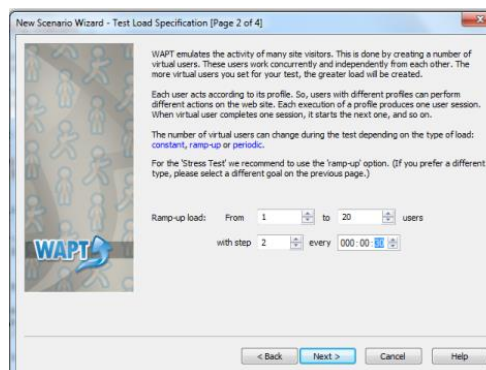 New Scenario Wizard - Test Load Specification [Page 2 of 4]
WAPT emulates the activity of many site visitors. This is done by creating a number of
virtual users. These users work concurrently and independently from each other. The
more virtual users you set for your test, the greater load will be created.
Each user acts according to its profile. So, users with different profiles can perform
different actions on the web site. Each execution of a profile produces one user session.
When virtual user completes one session, it starts the next one, and so on.
The number of virtual users can change during the test depending on the type of load:
constant, ramp-up or periodic.
For the 'Stress Test' we recommend to use the 'ramp-up' option. (If you prefer a different
type, please select a different goal on the previous page.)
Ramp-up load: From 1 to 20 users
with step 2 every 000:00:30
WAPT
< Back Next > Cancel Help